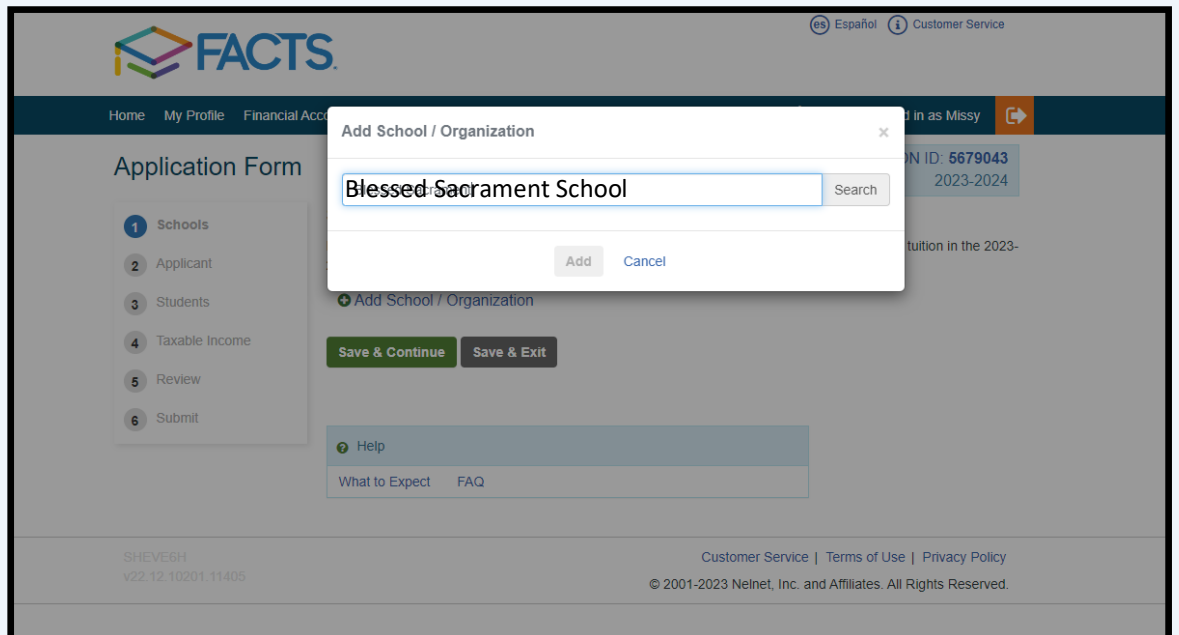 Español Customer Service
FACTS
Home My Profile Financial Acco d in as Missy
Add School / Organization ×
Application Form
ON ID: 5679043
2023-2024
Blessed Sacrament School Search
1 Schools
tuition in the 2023-
2 Applicant
Add Cancel
3 Students
Add School / Organization
4 Taxable Income
Save & Continue Save & Exit
5 Review
6 Submit
Help
What to Expect FAQ
SHEVESH
v22.12.10201.11405
Customer Service | Terms of Use | Privacy Policy
© 2001-2023 Nelnet, Inc. and Affiliates. All Rights Reserved.